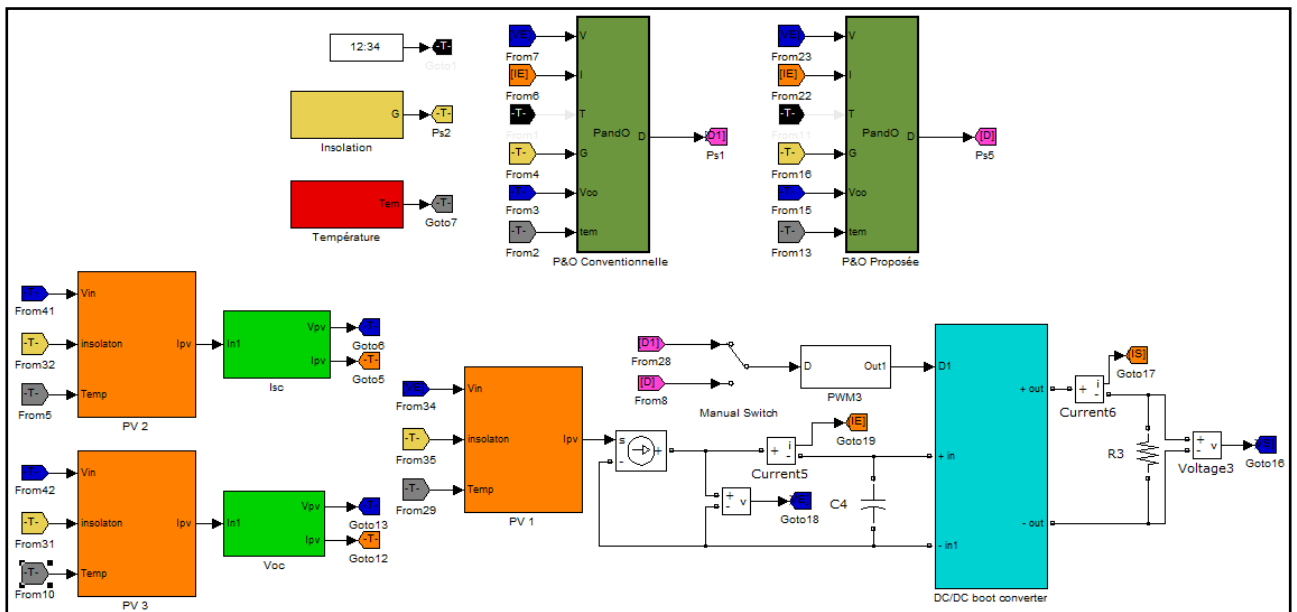 12:34
-T-
Goto1
G
Insolation
-T-
Ps2
Tem
Température
-T-
Goto7
[VE]
From7
[IE]
From6
-T-
From1
-T-
From4
-T-
From3
-T-
From2
V
I
T
G
Vco
tem
PandO
D
P&O Conventionnelle
[D1]
Ps1
[VE]
From23
[IE]
From22
-T-
From11
-T-
From16
-T-
From15
-T-
From13
V
I
T
G
Vco
tem
PandO
D
P&O Proposée
[D]
Ps5
-T-
From41
-T-
From32
-T-
From5
Vin
insolaton
Temp
Ipv
PV 2
In1
Vpv
Ipv
Isc
-T-
Goto6
-T-
Goto5
-T-
From42
-T-
From31
-T-
From10
Vin
insolaton
Temp
Ipv
PV 3
In1
Vpv
Ipv
Voc
-T-
Goto13
-T-
Goto12
[VE]
From34
-T-
From35
-T-
From29
Vin
insolaton
Temp
Ipv
PV 1
s
+
-
[D1]
From28
[D]
From8
Manual Switch
D
Out1
PWM3
+
-
i
Current5
[IE]
Goto19
+
-
v
Goto18
C4
D1
+ in
- in1
+ out
- out
DC/DC boot converter
+
-
i
Current6
[IS]
Goto17
R3
+
-
v
Voltage3
Goto16